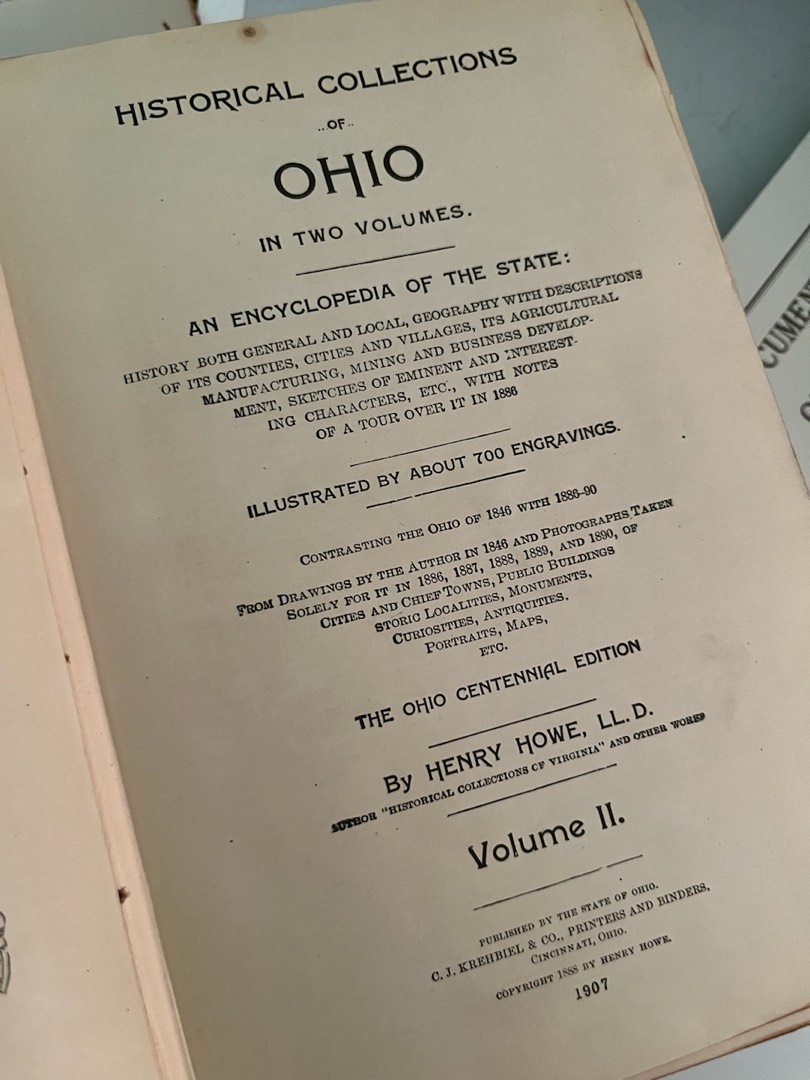 HISTORICAL COLLECTIONS
..OF..
OHIO
IN TWO VOLUMES.
AN ENCYCLOPEDIA OF THE STATE:
HISTORY BOTH GENERAL AND LOCAL, GEOGRAPHY WITH DESCRIPTIONS
OF ITS COUNTIES, CITIES AND VILLAGES, ITS AGRICULTURAL
MANUFACTURING, MINING AND BUSINESS DEVELOP-
MENT, SKETCHES OF EMINENT AND INTEREST-
ING CHARACTERS, ETC., WITH NOTES
OF A TOUR OVER IT IN 1886
ILLUSTRATED BY ABOUT 700 ENGRAVINGS.
CONTRASTING THE OHIO OF 1846 WITH 1886-90
FROM DRAWINGS BY THE AUTHOR IN 1846 AND PHOTOGRAPHS TAKEN
SOLELY FOR IT IN 1886, 1887, 1888, 1889, AND 1890, OF
CITIES AND CHIEF TOWNS, PUBLIC BUILDINGS
STORIC LOCALITIES, MONUMENTS,
CURIOSITIES, ANTIQUITIES,
PORTRAITS, MAPS,
ETC.
THE OHIO CENTENNIAL EDITION
By HENRY HOWE, LL. D.
AUTHOR "HISTORICAL COLLECTIONS OF VIRGINIA" AND OTHER WORKS
Volume II.
PUBLISHED BY THE STATE OF OHIO.
C. J. KREHBIEL & CO., PRINTERS AND BINDERS,
CINCINNATI, OHIO.
COPYRIGHT 1888 BY HENRY HOWE.
1907
CUMEN